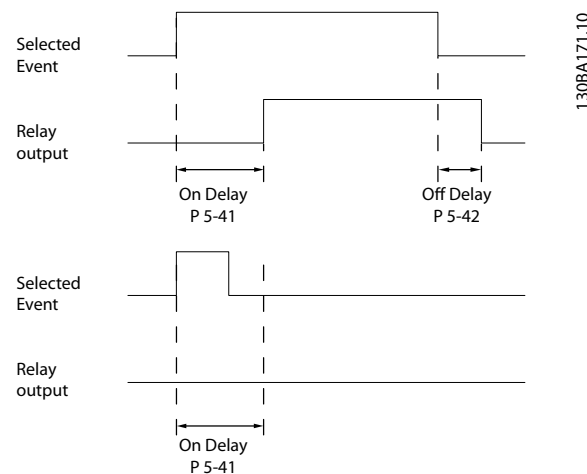 130BA171.10
Selected
Event
Relay
output
On Delay
P 5-41
Off Delay
P 5-42
Selected
Event
Relay
output
On Delay
P 5-41